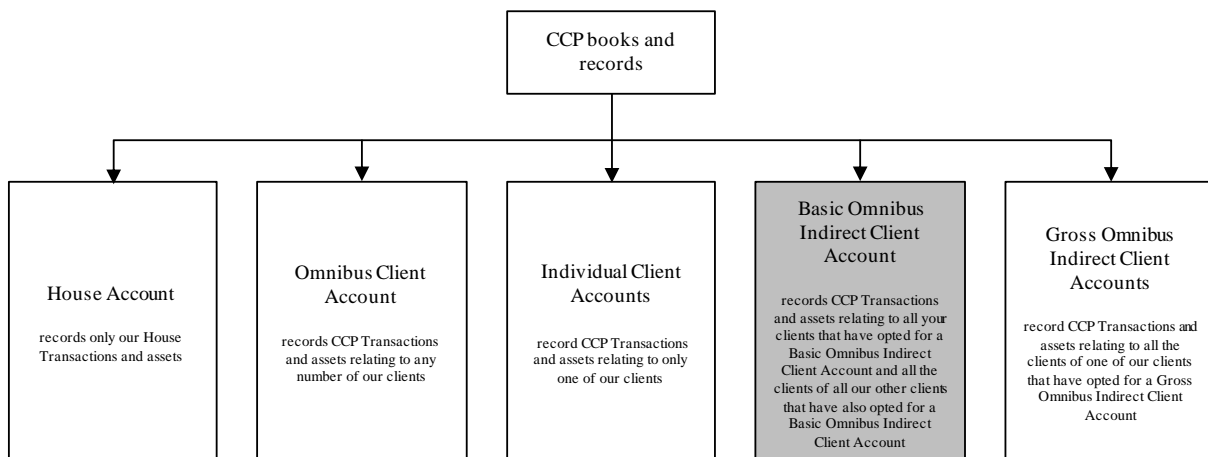 CCP books and
records
House Account
records only our House
Transactions and assets
Omnibus Client
Account
records CCP Transactions
and assets relating to any
number of our clients
Individual Client
Accounts
record CCP Transactions
and assets relating to only
one of our clients
Basic Omnibus
Indirect Client
Account
records CCP Transactions
and assets relating to all your
clients that have opted for a
Basic Omnibus Indirect
Client Account and all the
clients of all our other clients
that have also opted for a
Basic Omnibus Indirect
Client Account
Gross Omnibus
Indirect Client
Accounts
record CCP Transactions and
assets relating to all the
clients of one of our clients
that have opted for a Gross
Omnibus Indirect Client
Account